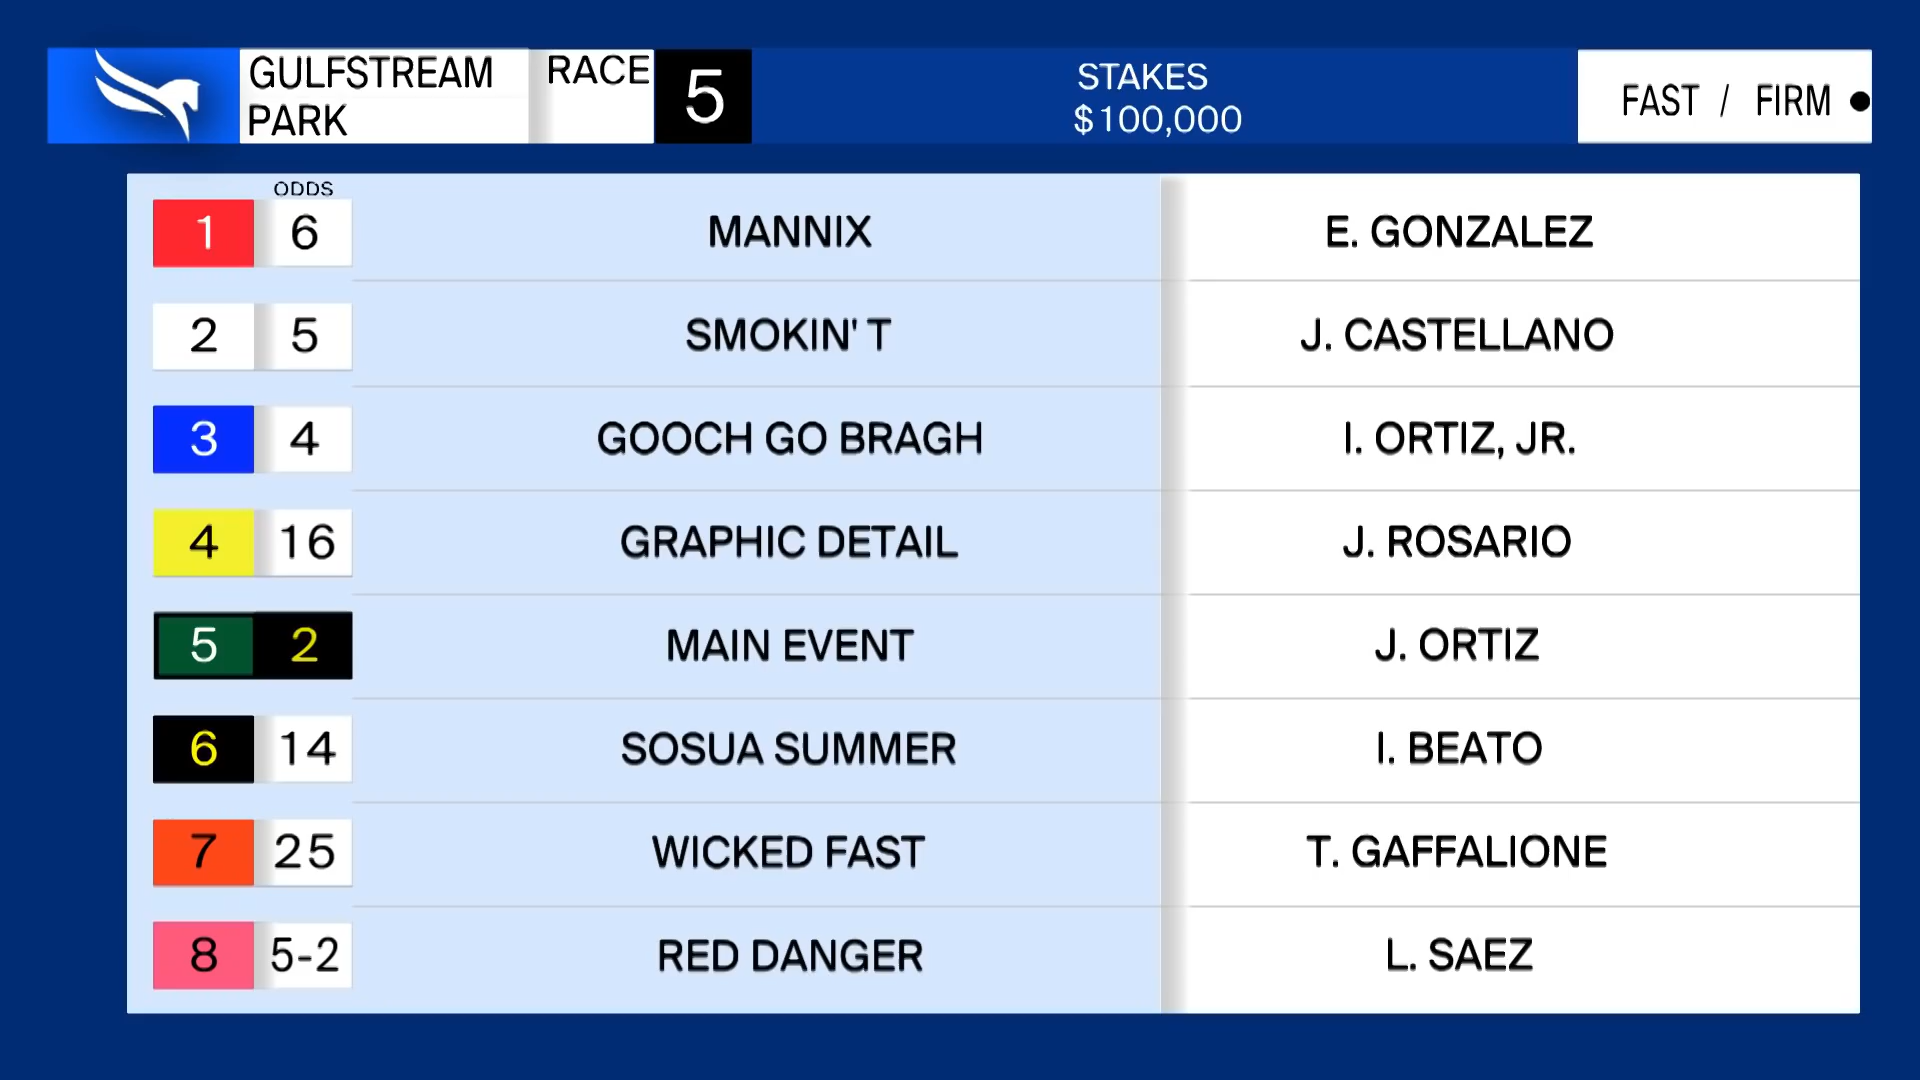 GULFSTREAM PARK RACE 5
STAKES
$100,000
FAST / FIRM
ODDS
1 6 MANNIX E. GONZALEZ
2 5 SMOKIN' T J. CASTELLANO
3 4 GOOCH GO BRAGH I. ORTIZ, JR.
4 16 GRAPHIC DETAIL J. ROSARIO
5 2 MAIN EVENT J. ORTIZ
6 14 SOSUA SUMMER I. BEATO
7 25 WICKED FAST T. GAFFALIONE
8 5-2 RED DANGER L. SAEZ